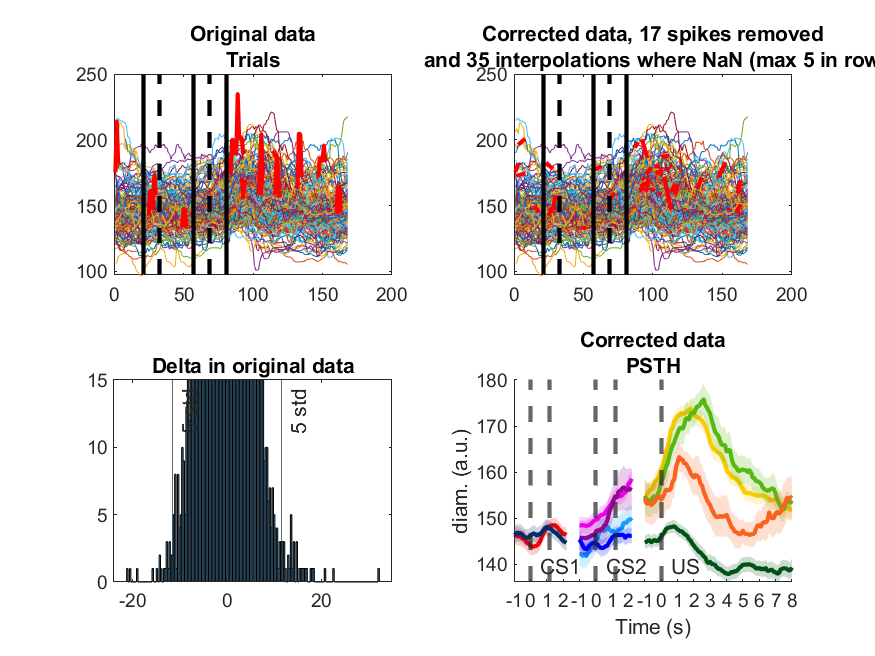 Original data
Trials
250
200
150
100
0 50 100 150 200
Corrected data, 17 spikes removed
and 35 interpolations where NaN (max 5 in row
250
200
150
100
0 50 100 150 200
Delta in original data
15
10
5
0
-20 0 20
5 std
5 std
Corrected data
PSTH
diam. (a.u.)
180
170
160
150
140
CS1 CS2 US
-1 0 1 2 -1 0 1 2 -1 0 1 2 3 4 5 6 7 8
Time (s)